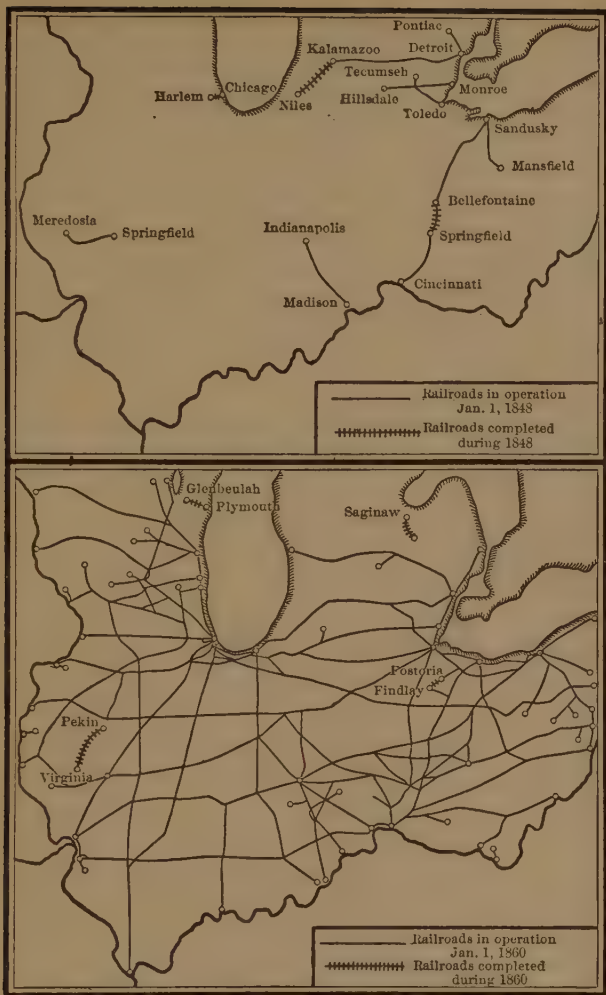 Pontiac
Kalamazoo
Detroit
Tecumseh
Chicago
Harlem
Niles
Hillsdale
Monroe
Toledo
Sandusky
Mansfield
Bellefontaine
Meredosia
Springfield
Indianapolis
Springfield
Madison
Cincinnati
Railroads in operation
Jan. 1, 1848
Railroads completed
during 1848
Glenbeulah
Plymouth
Saginaw
Postoria
Findlay
Pekin
Virginia
Railroads in operation
Jan. 1, 1860
Railroads completed
during 1860